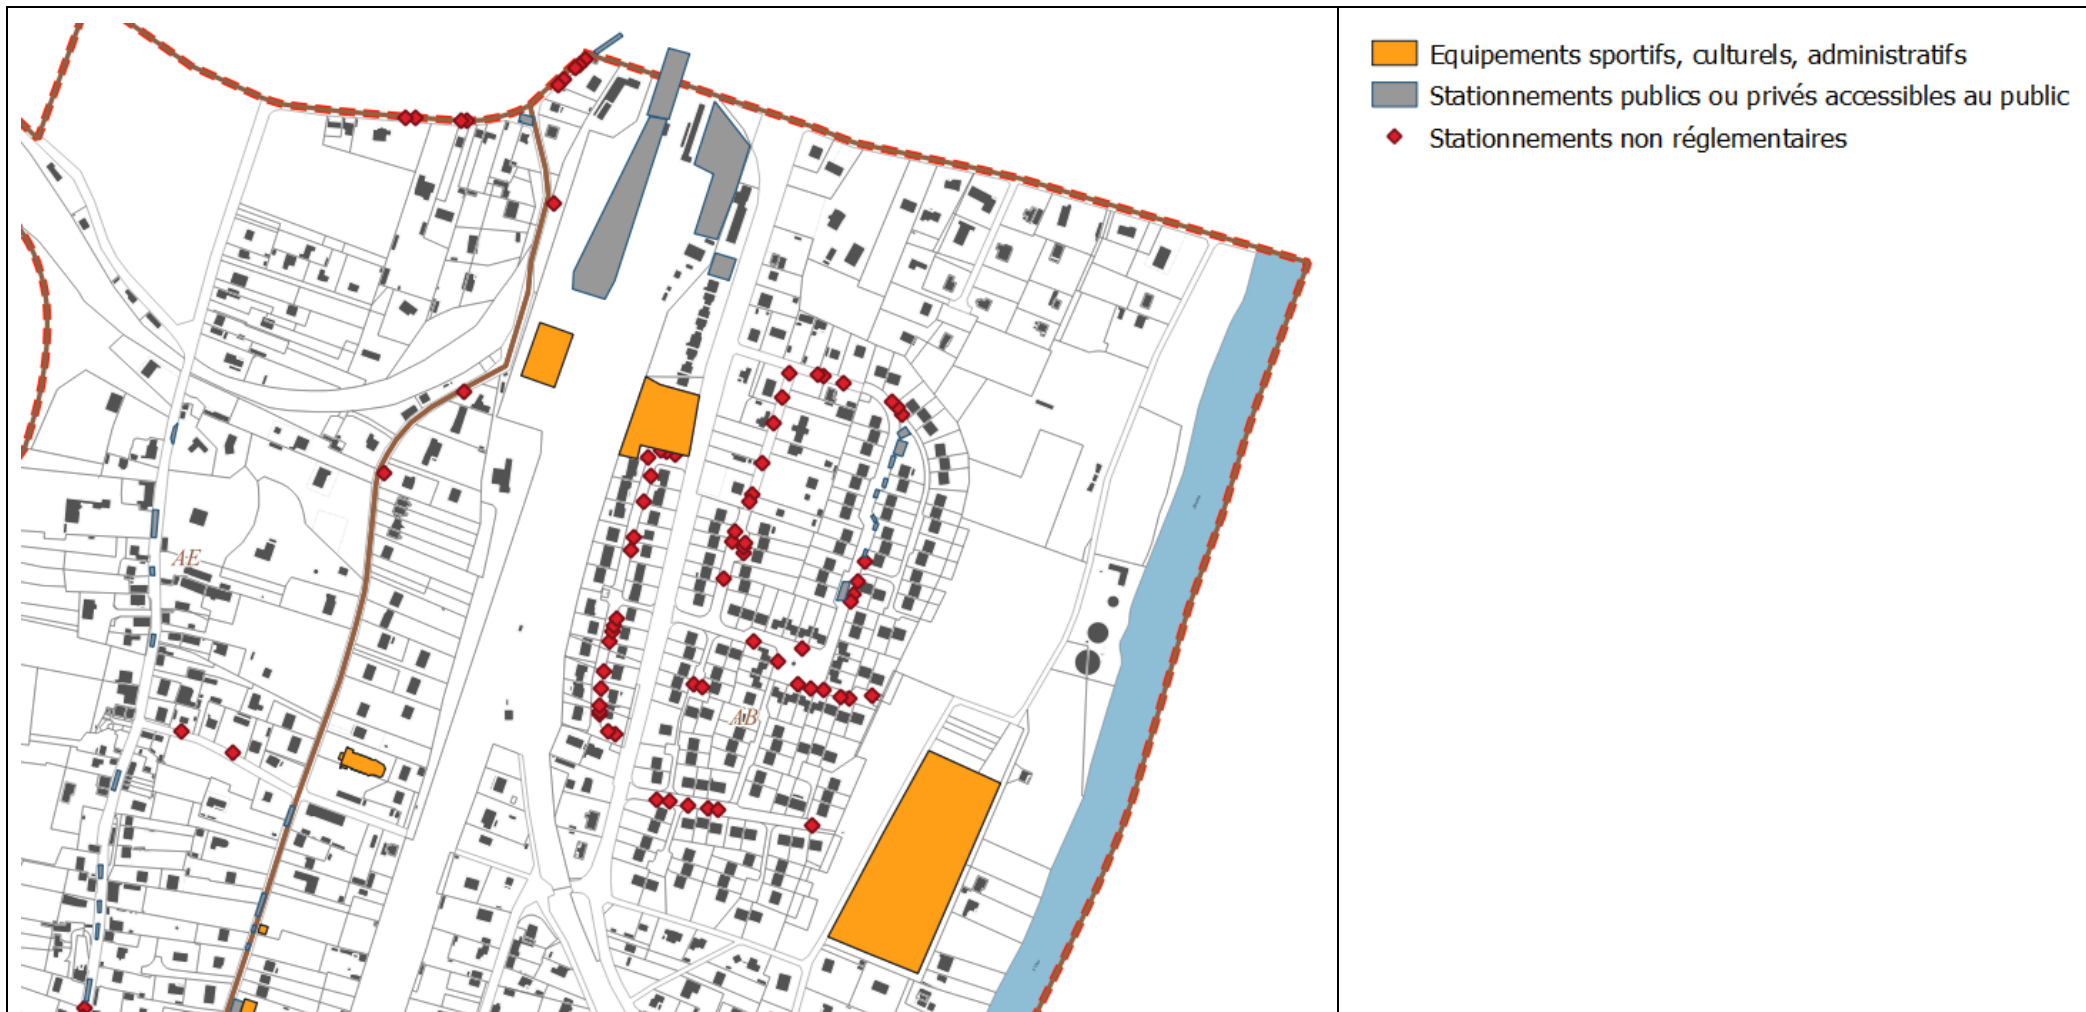 Equipements sportifs, culturels, administratifs
Stationnements publics ou privés accessibles au public
Stationnements non réglementaires
AE
AB